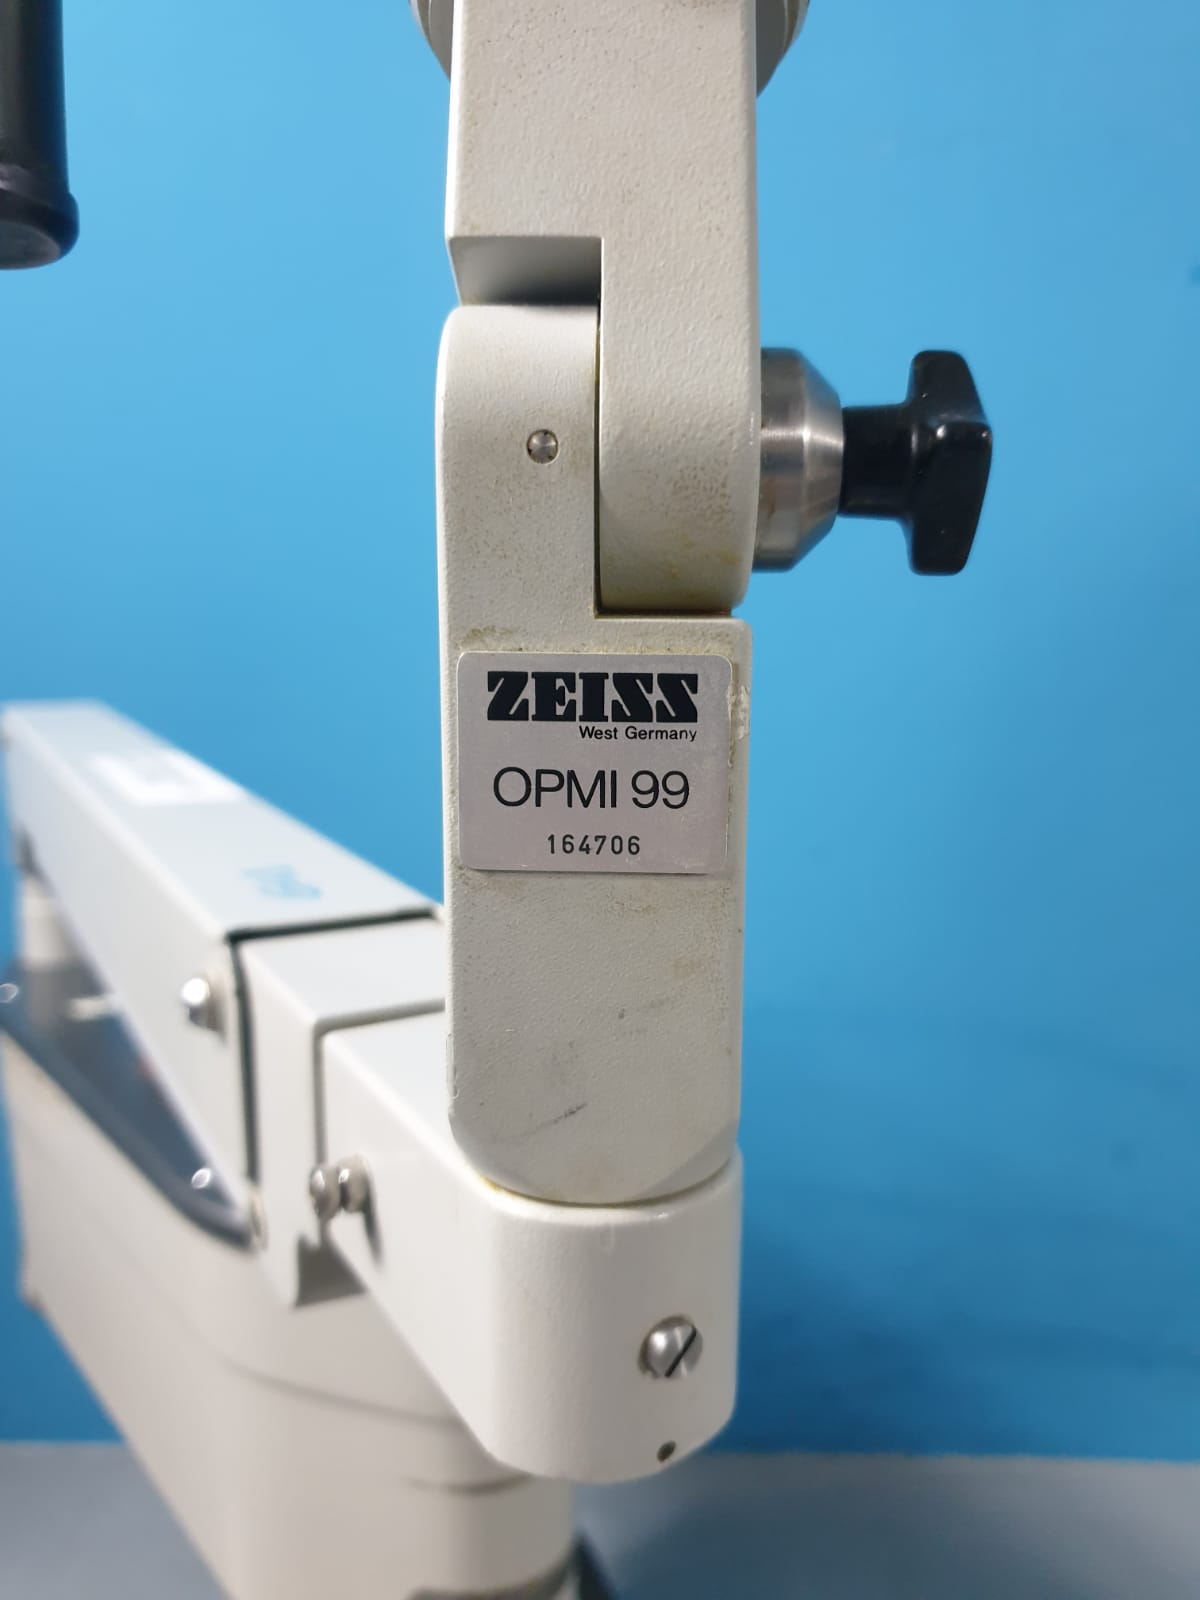 ZEISS
West Germany
OPMI 99
164706